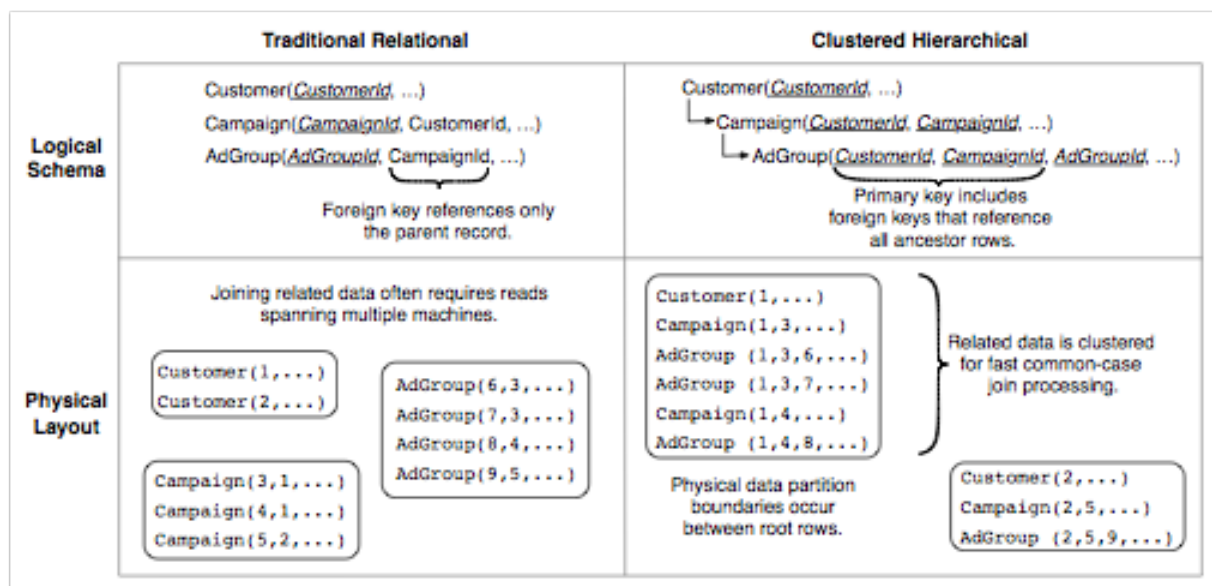 Traditional Relational
Clustered Hierarchical
Logical
Schema
Customer(CustomerId, ...)
Campaign(CampaignId, CustomerId, ...)
AdGroup(AdGroupId, CampaignId, ...)
Foreign key references only
the parent record.
Customer(CustomerId, ...)
Campaign(CustomerId, CampaignId, ...)
AdGroup(CustomerId, CampaignId, AdGroupId, ...)
Primary key includes
foreign keys that reference
all ancestor rows.
Physical
Layout
Joining related data often requires reads
spanning multiple machines.
Customer(1,...)
Customer(2,...)
AdGroup(6,3,...)
AdGroup(7,3,...)
AdGroup(8,4,...)
AdGroup(9,5,...)
Campaign(3,1,...)
Campaign(4,1,...)
Campaign(5,2,...)
Customer(1,...)
Campaign(1,3,...)
AdGroup (1,3,6,...)
AdGroup (1,3,7,...)
Campaign(1,4,...)
AdGroup (1,4,8,...)
Related data is clustered
for fast common-case
join processing.
Physical data partition
boundaries occur
between root rows.
Customer(2,...)
Campaign(2,5,...)
AdGroup (2,5,9,...)